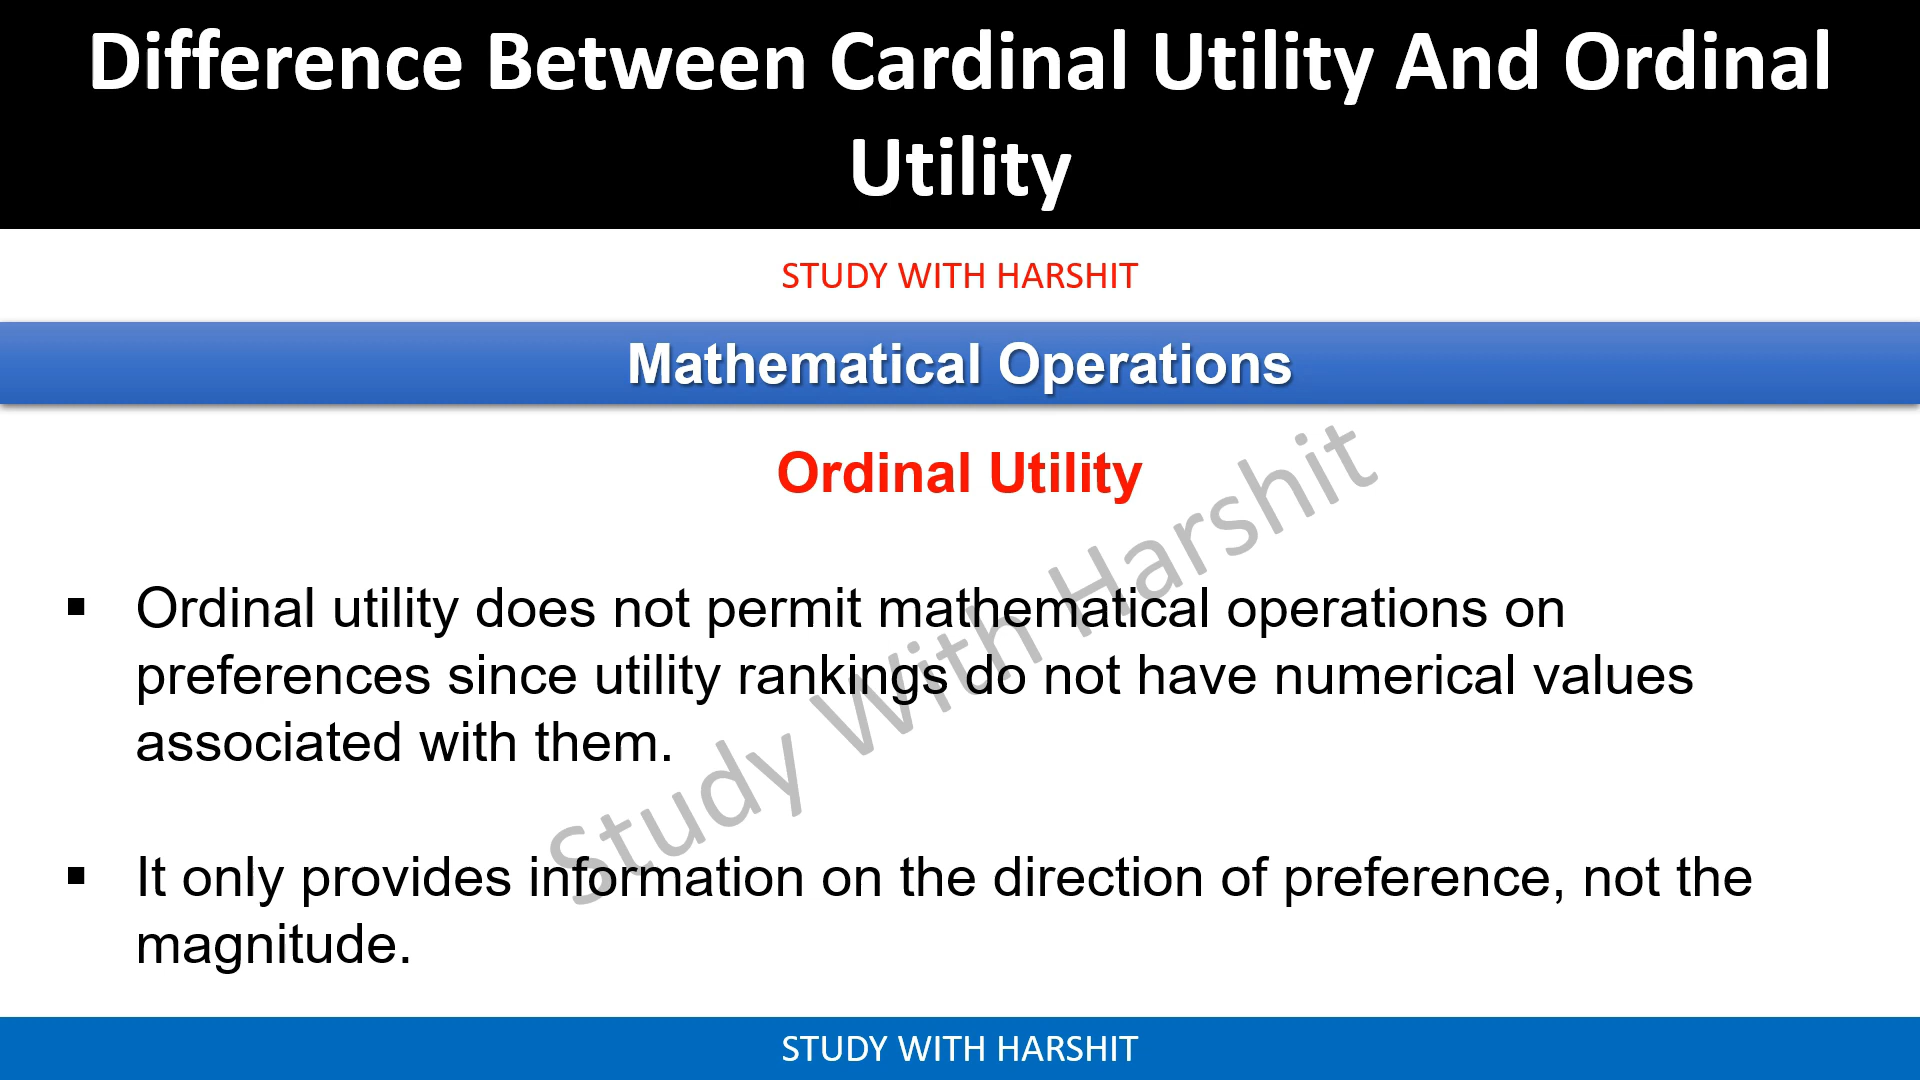 Difference Between Cardinal Utility And Ordinal
Utility
STUDY WITH HARSHIT
Mathematical Operations
Ordinal Utility
▪ Ordinal utility does not permit mathematical operations on
preferences since utility rankings do not have numerical values
associated with them.
▪ It only provides information on the direction of preference, not the
magnitude.
Study With Harshit
STUDY WITH HARSHIT